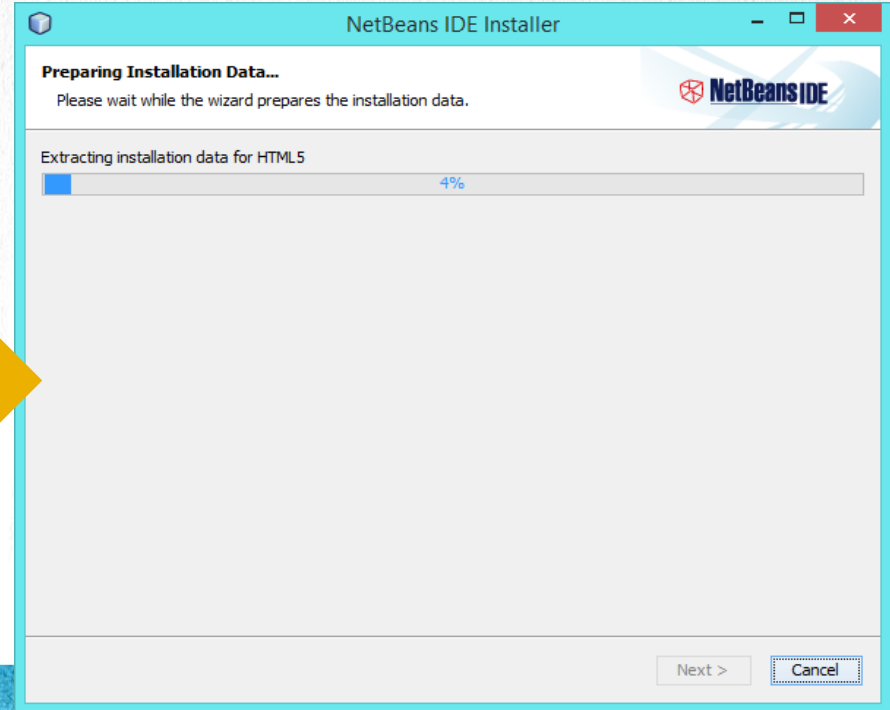 NetBeans IDE Installer
Preparing Installation Data...
Please wait while the wizard prepares the installation data.
NetBeans IDE
Extracting installation data for HTML5
4%
Next >
Cancel